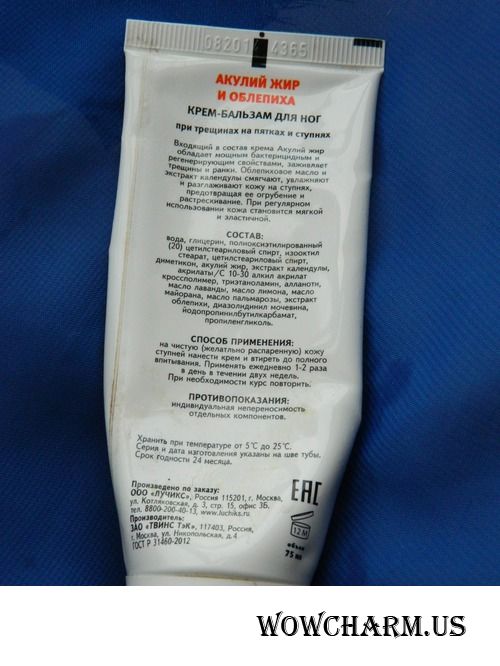 082014 4365
АКУЛИЙ ЖИР
И ОБЛЕПИХА
КРЕМ-БАЛЬЗАМ ДЛЯ НОГ
при трещинах на пятках и ступнях
Входящий в состав крема Акулий жир
обладает мощным бактерицидным и
регенерирующим свойствами, заживляет
трещины и ранки. Облепиховое масло и
экстракт календулы смягчают, увлажняют
и разглаживают кожу на ступнях,
предотвращая ее огрубение и
растрескивание. При регулярном
использовании кожа становится мягкой
и эластичной.
СОСТАВ:
вода, глицерин, полиоксиэтилированный
(20) цетилстеариловый спирт, изооктил
стеарат, цетилстеариловый спирт,
диметикон, акулий жир, экстракт календулы,
акрилаты/С 10-30 алкил акрилат
кроссполимер, триэтаноламин, аллантоин,
масло лаванды, масло лимона, масло
майорана, масло пальмарозы, экстракт
облепихи, диазолидинил мочевина,
йодопропинилбутилкарбамат,
пропиленгликоль.
СПОСОБ ПРИМЕНЕНИЯ:
на чистую (желатльно распаренную) кожу
ступней нанести крем и втиреть до полного
впитывания. Применять ежедневно 1-2 раза
в день в течении двух недель.
При необходимости курс повторить.
ПРОТИВОПОКАЗАНИЯ:
индивидуальная непереносимость
отдельных компонентов.
Хранить при температуре от 5°С до 25°С.
Серия и дата изготовления указаны на шве тубы.
Срок годности 24 месяца.
Произведено по заказу:
ООО «ЛУЧИКС», Россия 115201, г. Москва,
ул. Котляковская, д. 3, стр. 15, офис 3Б,
тел. 8800-200-40-13, www.luchiks.ru
Производитель:
ЗАО «ТВИНС ТэК», 117403, Россия,
г. Москва, ул. Никопольская, д.4
ГОСТ Р 31460-2012
ЕАС
12 М
объем
75 мл
WOWCHARM.US